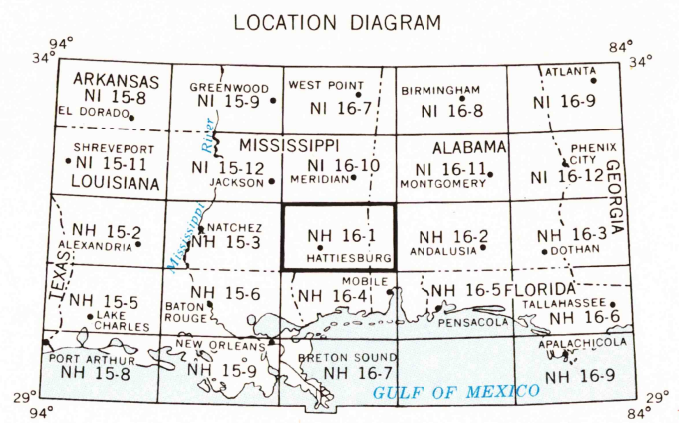 LOCATION DIAGRAM
94° 84°
34° 34°
ARKANSAS
NI 15-8
EL DORADO
GREENWOOD
NI 15-9
WEST POINT
NI 16-7
BIRMINGHAM
NI 16-8
ATLANTA
NI 16-9
River
MISSISSIPPI
ALABAMA
SHREVEPORT
NI 15-11
LOUISIANA
NI 15-12
JACKSON
NI 16-10
MERIDIAN
NI 16-11
MONTGOMERY
PHENIX
CITY
NI 16-12
GEORGIA
Mississippi
NH 15-2
ALEXANDRIA
NATCHEZ
NH 15-3
NH 16-1
HATTIESBURG
NH 16-2
ANDALUSIA
NH 16-3
DOTHAN
TEXAS
NH 15-5
LAKE
CHARLES
NH 15-6
BATON
ROUGE
MOBILE
NH 16-4
NH 16-5
PENSACOLA
FLORIDA
TALLAHASSEE
NH 16-6
PORT ARTHUR
NH 15-8
NEW ORLEANS
NH 15-9
BRETON SOUND
NH 16-7
APALACHICOLA
NH 16-9
GULF OF MEXICO
29° 29°
94° 84°